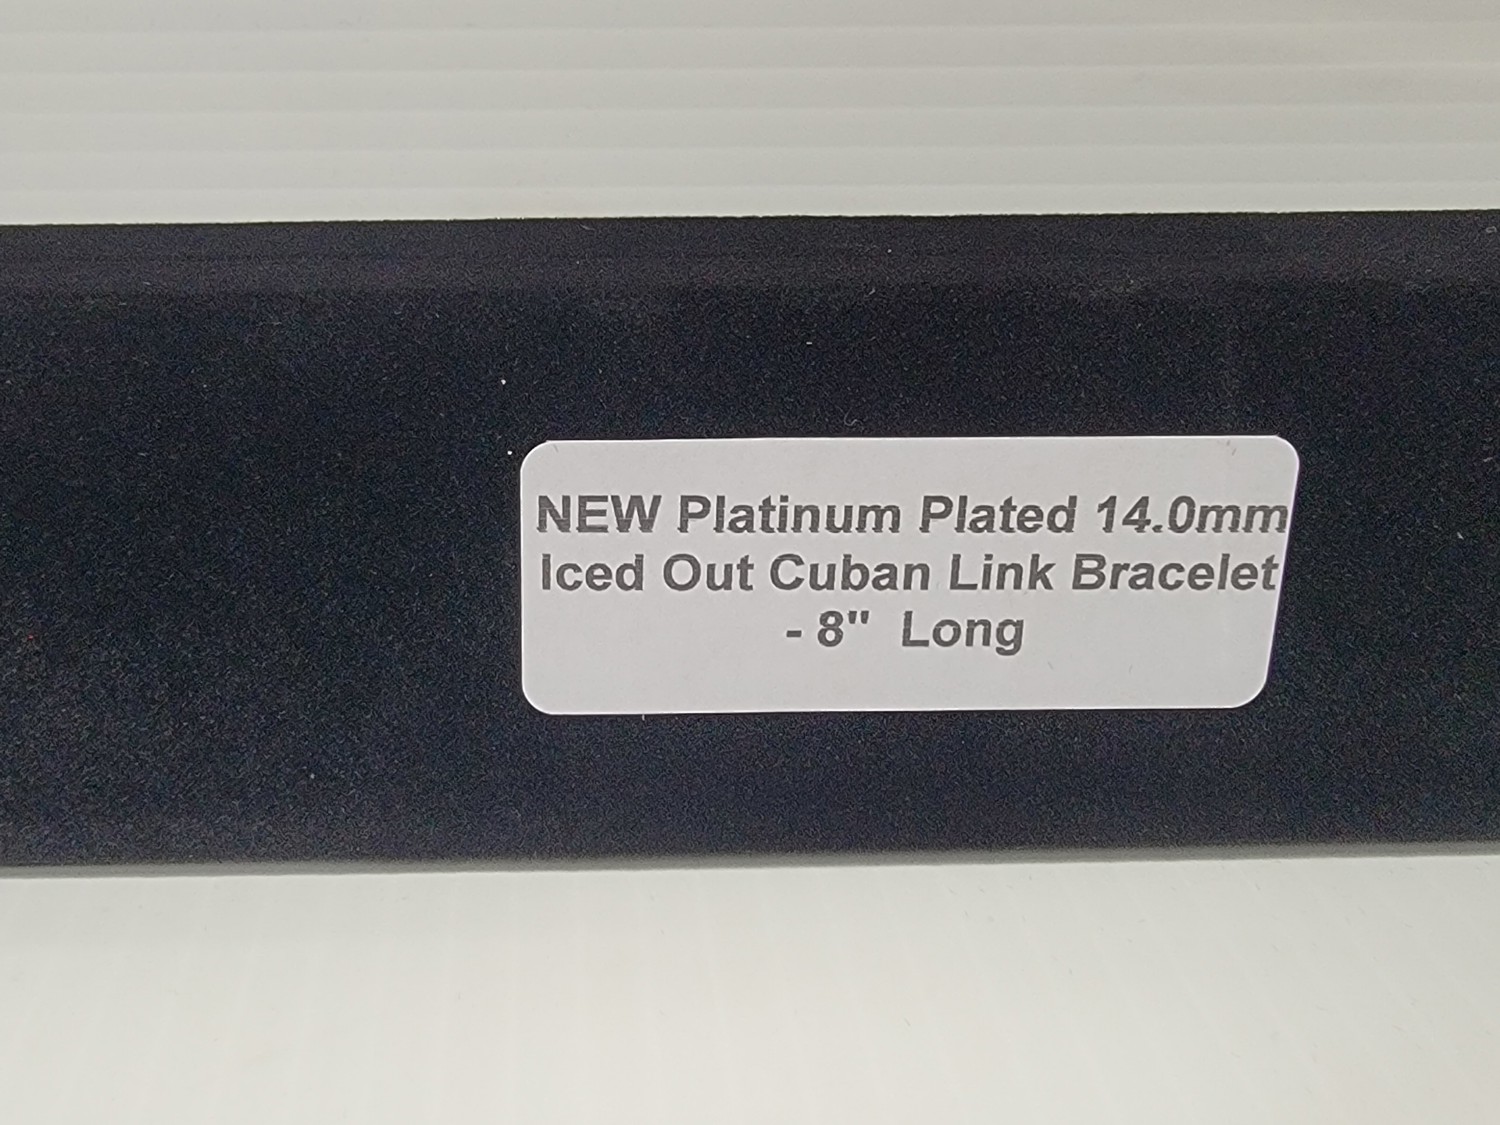 NEW Platinum Plated 14.0mm
Iced Out Cuban Link Bracelet
- 8" Long